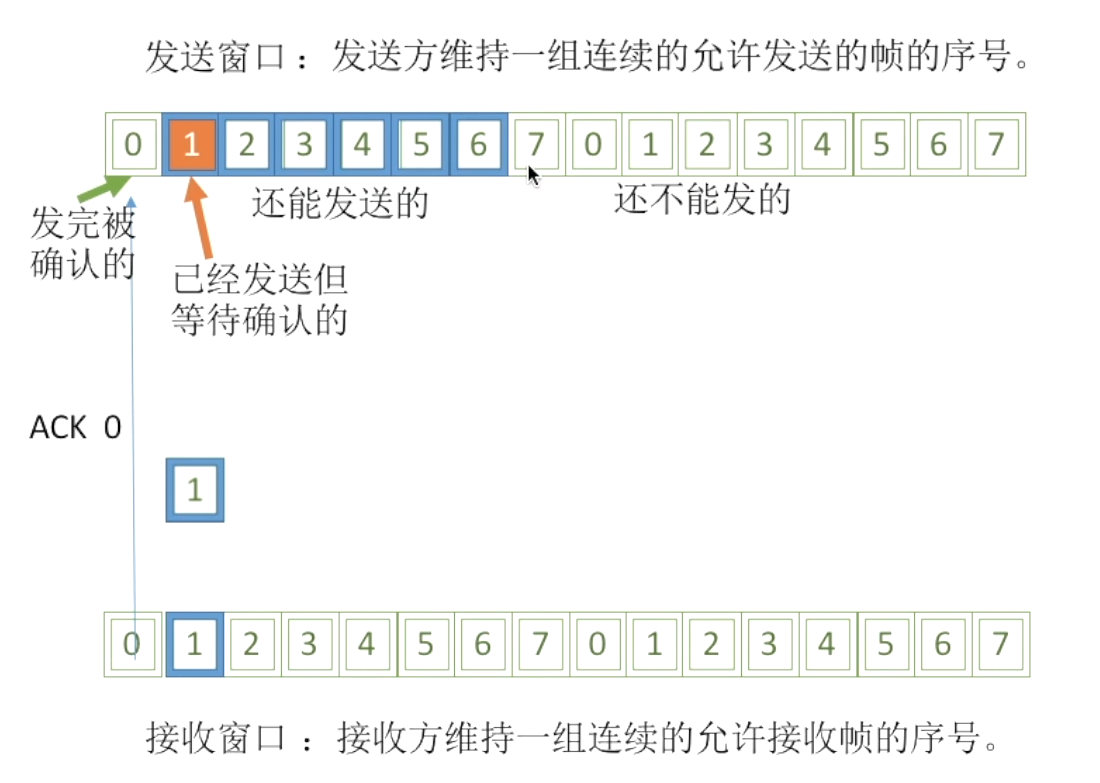 发送窗口：发送方维持一组连续的允许发送的帧的序号。
0 1 2 3 4 5 6 7 0 1 2 3 4 5 6 7
还能发送的
还不能发的
发完被
确认的
已经发送但
等待确认的
ACK 0
1
0 1 2 3 4 5 6 7 0 1 2 3 4 5 6 7
接收窗口：接收方维持一组连续的允许接收帧的序号。